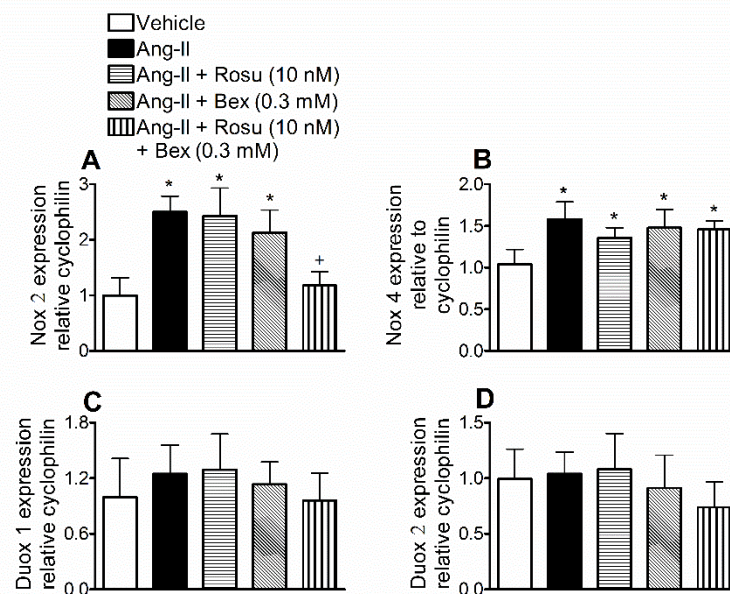 Vehicle
Ang-II
Ang-II + Rosu (10 nM)
Ang-II + Bex (0.3 mM)
Ang-II + Rosu (10 nM)
+ Bex (0.3 mM)
A
Nox 2 expression
relative cyclophilin
3
2
1
0
*
*
*
+
B
Nox 4 expression
relative to
cyclophilin
2.0
1.5
1.0
0.5
0.0
*
*
*
*
C
Duox 1 expression
relative cyclophilin
1.8
1.2
0.6
0.0
D
Duox 2 expression
relative cyclophilin
1.5
1.0
0.5
0.0